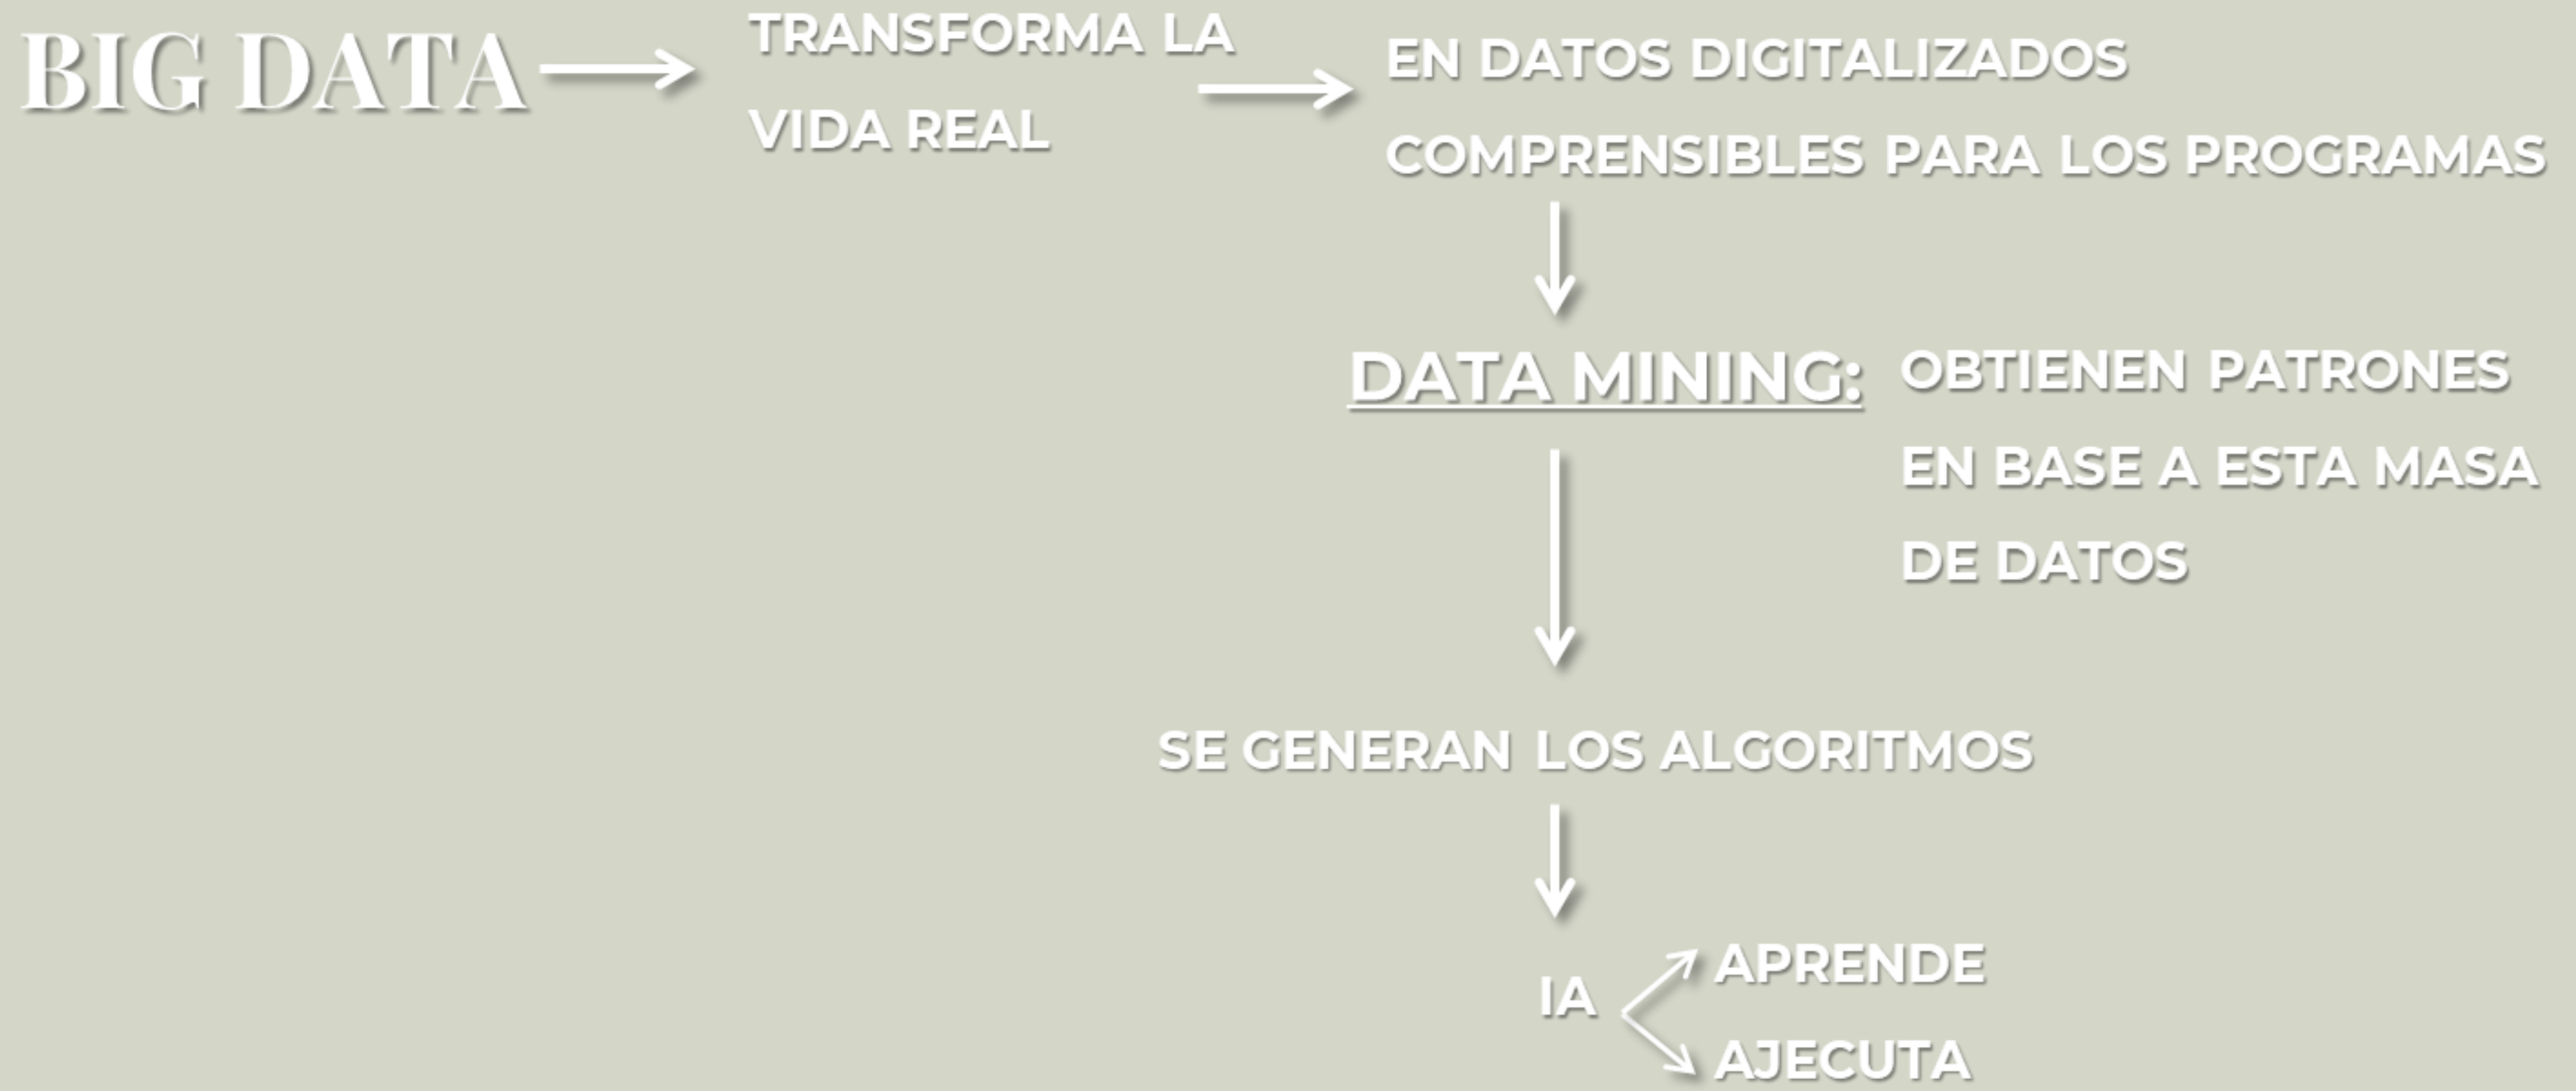 BIG DATA
TRANSFORMA LA
VIDA REAL
EN DATOS DIGITALIZADOS
COMPRENSIBLES PARA LOS PROGRAMAS
DATA MINING:
OBTIENEN PATRONES
EN BASE A ESTA MASA
DE DATOS
SE GENERAN LOS ALGORITMOS
IA
APRENDE
AJECUTA